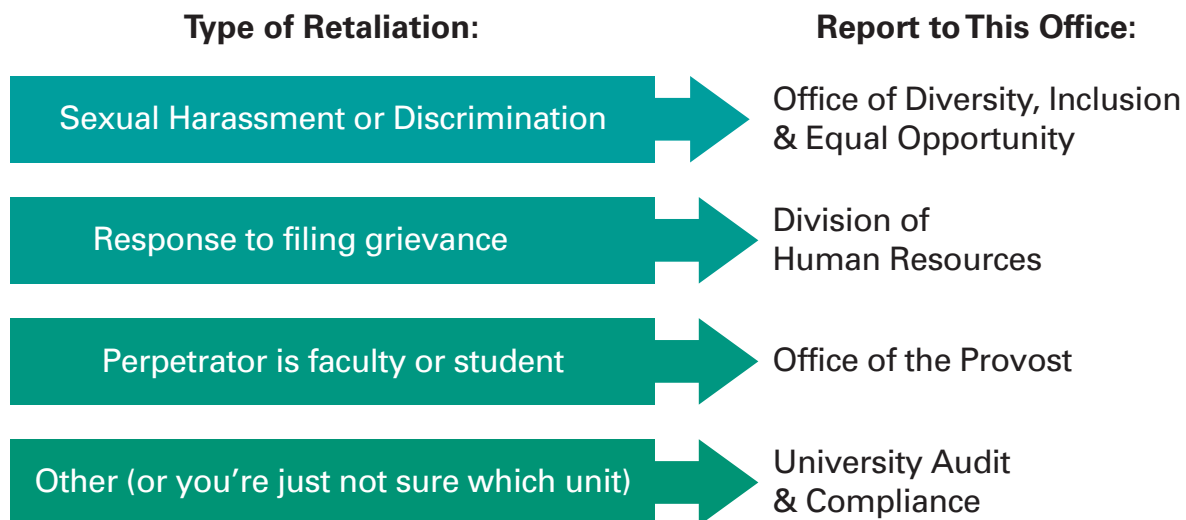 Type of Retaliation:
Report to This Office:
Sexual Harassment or Discrimination
Office of Diversity, Inclusion
& Equal Opportunity
Response to filing grievance
Division of
Human Resources
Perpetrator is faculty or student
Office of the Provost
Other (or you’re just not sure which unit)
University Audit
& Compliance